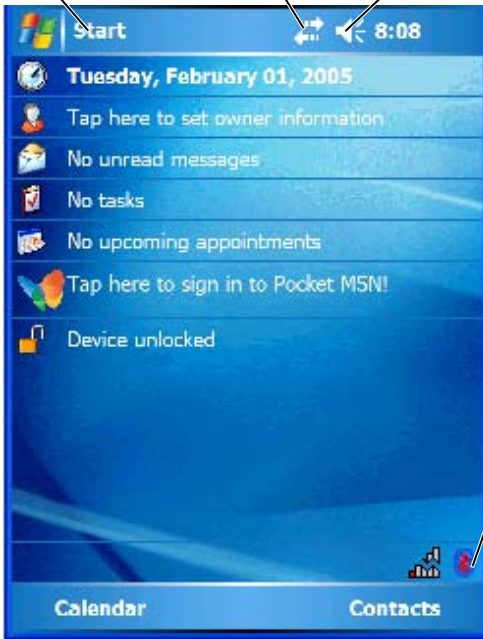 Start 8:08
Tuesday, February 01, 2005
Tap here to set owner information
No unread messages
No tasks
No upcoming appointments
Tap here to sign in to Pocket MSN!
Device unlocked
Calendar Contacts